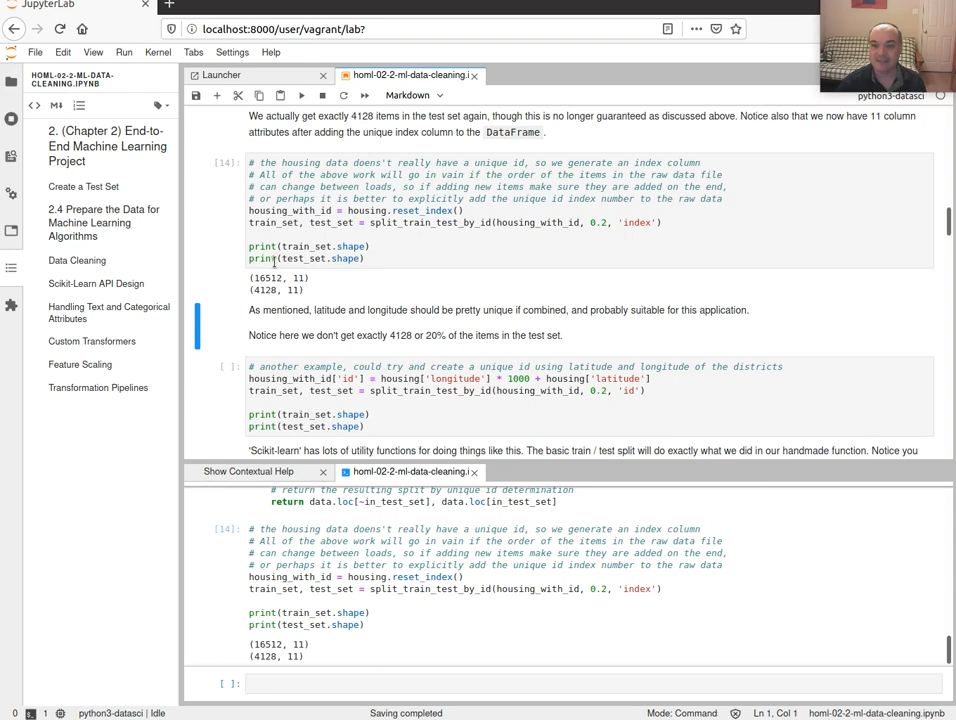 JupyterLab
localhost:8000/user/vagrant/lab?
File Edit View Run Kernel Tabs Settings Help
HOML-02-2-ML-DATA-
CLEANING.IPYNB
2. (Chapter 2) End-to-
End Machine Learning
Project
Create a Test Set
2.4 Prepare the Data for
Machine Learning
Algorithms
Data Cleaning
Scikit-Learn API Design
Handling Text and Categorical
Attributes
Custom Transformers
Feature Scaling
Transformation Pipelines
Launcher
homl-02-2-ml-data-cleaning.i
Markdown
python3-datasci
We actually get exactly 4128 items in the test set again, though this is no longer guaranteed as discussed above. Notice also that we now have 11 column
attributes after adding the unique index column to the DataFrame.
[14]: # the housing data doens't really have a unique id, so we generate an index column
# All of the above work will go in vain if the order of the items in the raw data file
# can change between loads, so if adding new items make sure they are added on the end,
# or perhaps it is better to explicitly add the unique id index number to the raw data
housing_with_id = housing.reset_index()
train_set, test_set = split_train_test_by_id(housing_with_id, 0.2, 'index')
print(train_set.shape)
print(test_set.shape)
(16512, 11)
(4128, 11)
As mentioned, latitude and longitude should be pretty unique if combined, and probably suitable for this application.
Notice here we don't get exactly 4128 or 20% of the items in the test set.
[ ]: # another example, could try and create a unique id using latitude and longitude of the districts
housing_with_id['id'] = housing['longitude'] * 1000 + housing['latitude']
train_set, test_set = split_train_test_by_id(housing_with_id, 0.2, 'id')
print(train_set.shape)
print(test_set.shape)
'Scikit-learn' has lots of utility functions for doing things like this. The basic train / test split will do exactly what we did in our handmade function. Notice you
Show Contextual Help
homl-02-2-ml-data-cleaning.i
# return the resulting split by unique id determination
return data.loc[~in_test_set], data.loc[in_test_set]
[14]: # the housing data doens't really have a unique id, so we generate an index column
# All of the above work will go in vain if the order of the items in the raw data file
# can change between loads, so if adding new items make sure they are added on the end,
# or perhaps it is better to explicitly add the unique id index number to the raw data
housing_with_id = housing.reset_index()
train_set, test_set = split_train_test_by_id(housing_with_id, 0.2, 'index')
print(train_set.shape)
print(test_set.shape)
(16512, 11)
(4128, 11)
[ ]:
0 1 python3-datasci | Idle Saving completed Mode: Command Ln 1, Col 1 homl-02-2-ml-data-cleaning.ipynb